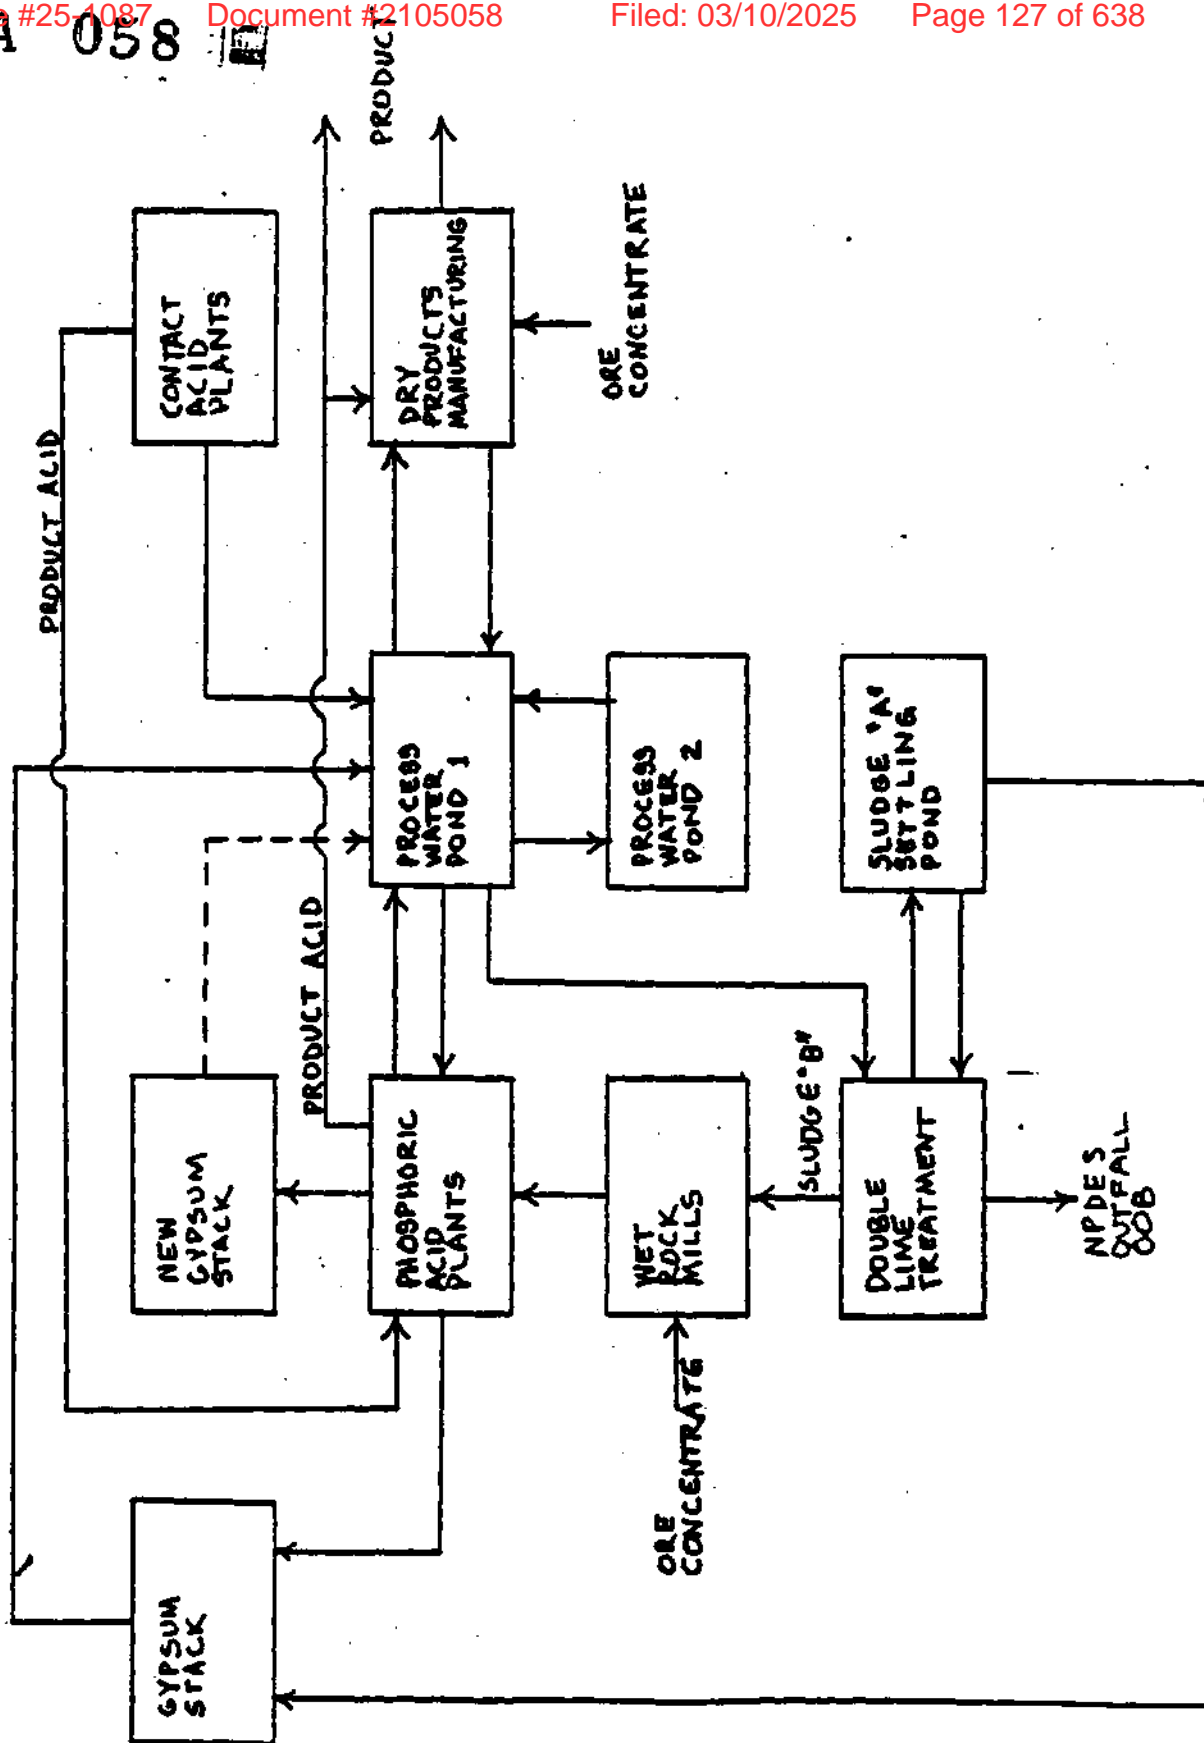 #25-1087 Document #2105058 Filed: 03/10/2025 Page 127 of 638
A 058
PRODUCT
CONTACT
ACID
PLANTS
DRY
PRODUCTS
MANUFACTURING
ORE
CONCENTRATE
PRODUCT ACID
PROCESS
WATER
POND 1
PROCESS
WATER
POND 2
SLUDGE "A"
SETTLING
POND
PRODUCT ACID
NEW
GYPSUM
STACK
PHOSPHORIC
ACID
PLANTS
WET
ROCK
MILLS
SLUDGE "B"
DOUBLE
LIME
TREATMENT
NPDES
OUTFALL
00B
ORE
CONCENTRATE
GYPSUM
STACK